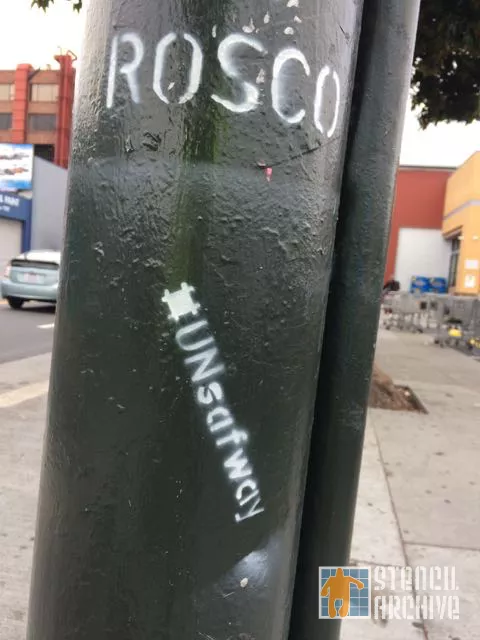 ROSCO
#UNsafway
STENCIL
ARCHIVE